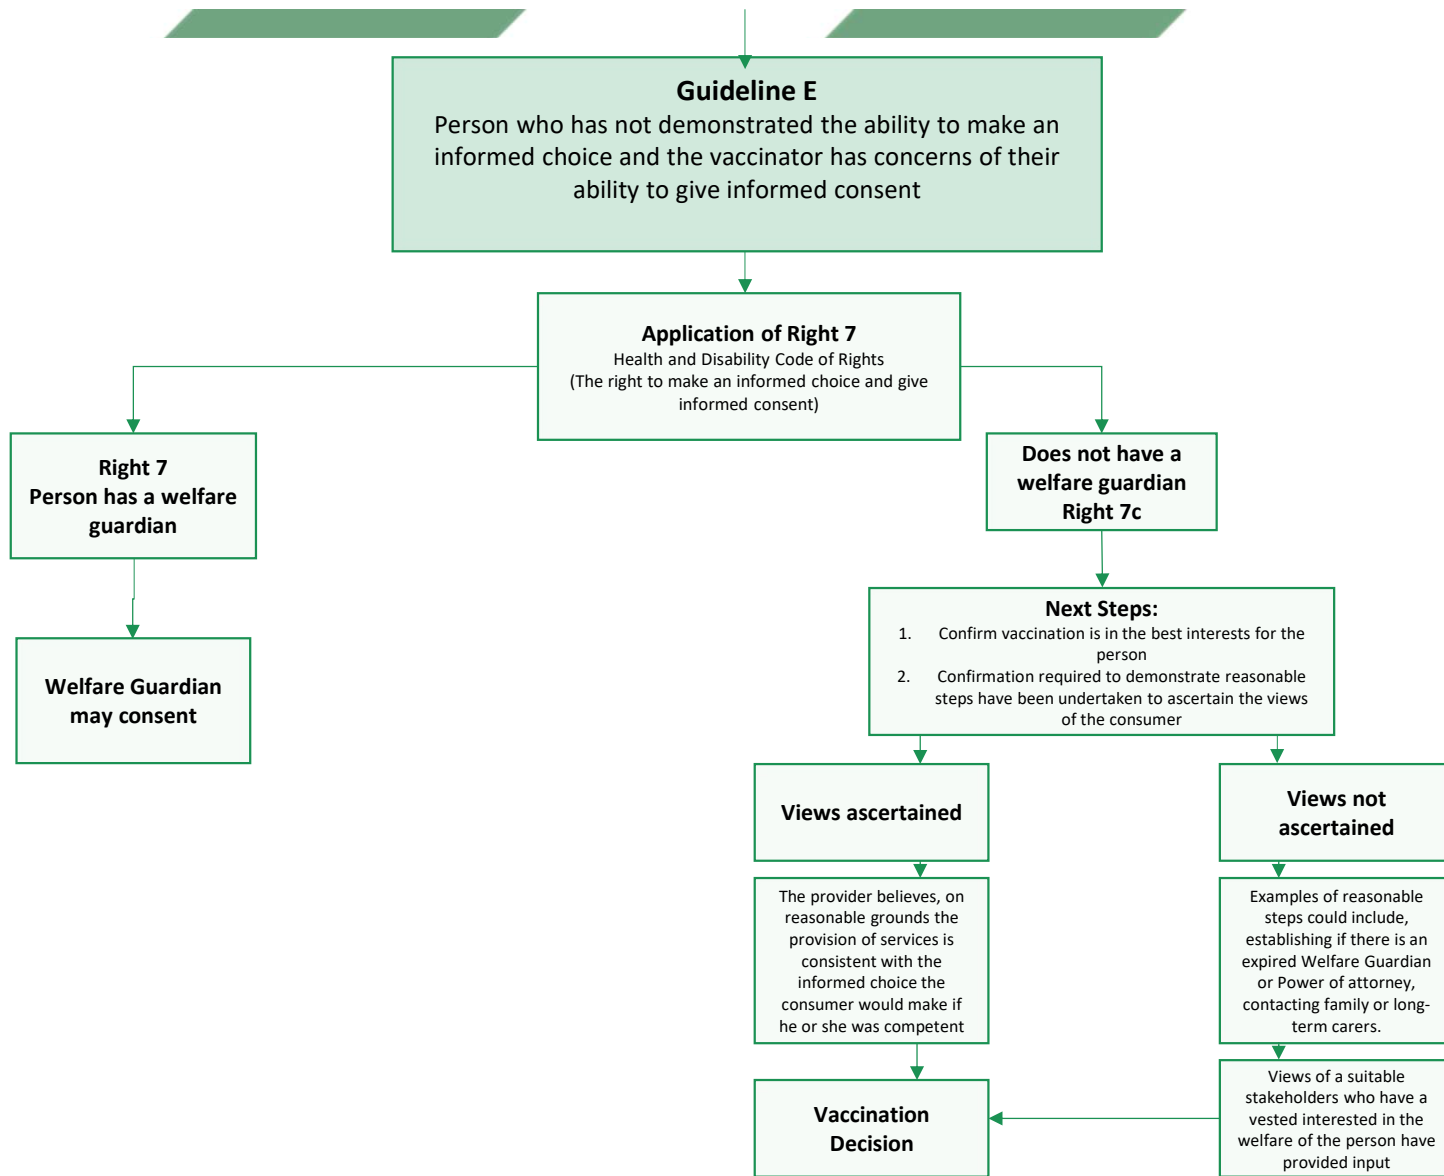 Guideline E
Person who has not demonstrated the ability to make an
informed choice and the vaccinator has concerns of their
ability to give informed consent
Application of Right 7
Health and Disability Code of Rights
(The right to make an informed choice and give
informed consent)
Right 7
Person has a welfare
guardian
Does not have a
welfare guardian
Right 7c
Welfare Guardian
may consent
Next Steps:
1. Confirm vaccination is in the best interests for the
person
2. Confirmation required to demonstrate reasonable
steps have been undertaken to ascertain the views
of the consumer
Views ascertained
Views not
ascertained
The provider believes, on
reasonable grounds the
provision of services is
consistent with the
informed choice the
consumer would make if
he or she was competent
Examples of reasonable
steps could include,
establishing if there is an
expired Welfare Guardian
or Power of attorney,
contacting family or long-
term carers.
Vaccination
Decision
Views of a suitable
stakeholders who have a
vested interested in the
welfare of the person have
provided input